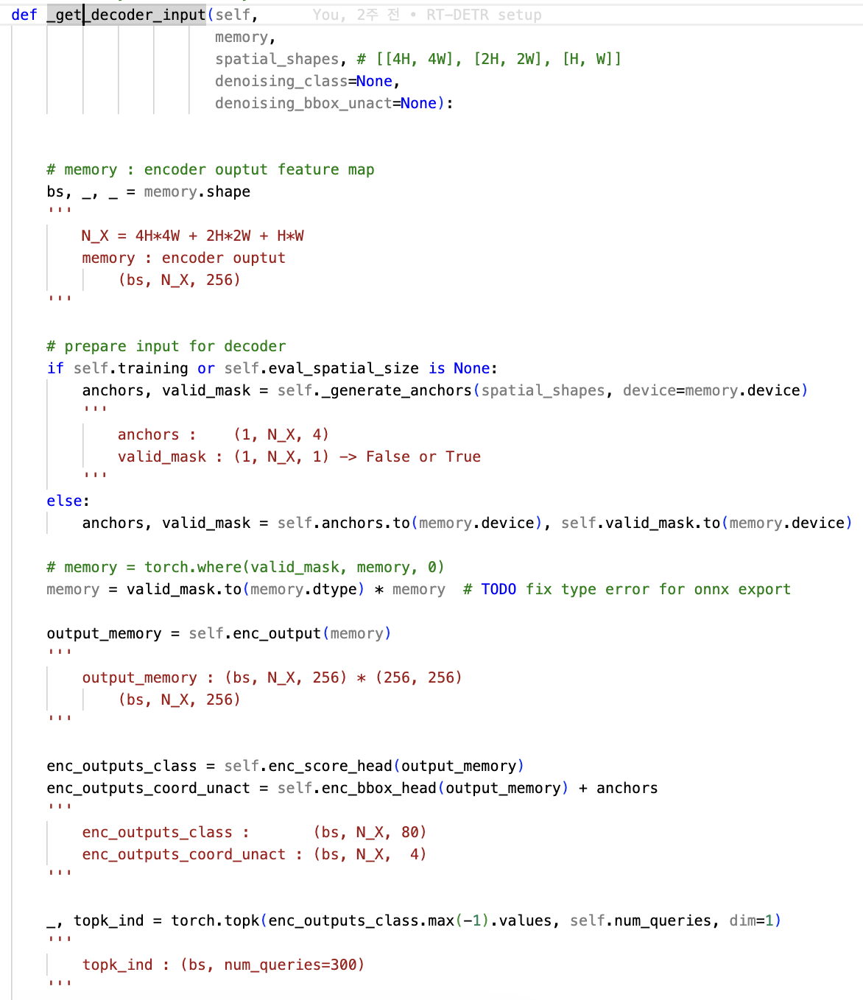 def _get_decoder_input(self,    You, 2주 전 • RT-DETR setup
                       memory,
                       spatial_shapes, # [[4H, 4W], [2H, 2W], [H, W]]
                       denoising_class=None,
                       denoising_bbox_unact=None):
    # memory : encoder ouptut feature map
    bs, _, _ = memory.shape
    '''
        N_X = 4H*4W + 2H*2W + H*W
        memory : encoder ouptut
            (bs, N_X, 256)
    '''
    # prepare input for decoder
    if self.training or self.eval_spatial_size is None:
        anchors, valid_mask = self._generate_anchors(spatial_shapes, device=memory.device)
        '''
            anchors :    (1, N_X, 4)
            valid_mask : (1, N_X, 1) -> False or True
        '''
    else:
        anchors, valid_mask = self.anchors.to(memory.device), self.valid_mask.to(memory.device)
    # memory = torch.where(valid_mask, memory, 0)
    memory = valid_mask.to(memory.dtype) * memory  # TODO fix type error for onnx export
    output_memory = self.enc_output(memory)
    '''
        output_memory : (bs, N_X, 256) * (256, 256)
            (bs, N_X, 256)
    '''
    enc_outputs_class = self.enc_score_head(output_memory)
    enc_outputs_coord_unact = self.enc_bbox_head(output_memory) + anchors
    '''
        enc_outputs_class :       (bs, N_X, 80)
        enc_outputs_coord_unact : (bs, N_X,  4)
    '''
    _, topk_ind = torch.topk(enc_outputs_class.max(-1).values, self.num_queries, dim=1)
    '''
        topk_ind : (bs, num_queries=300)
    '''